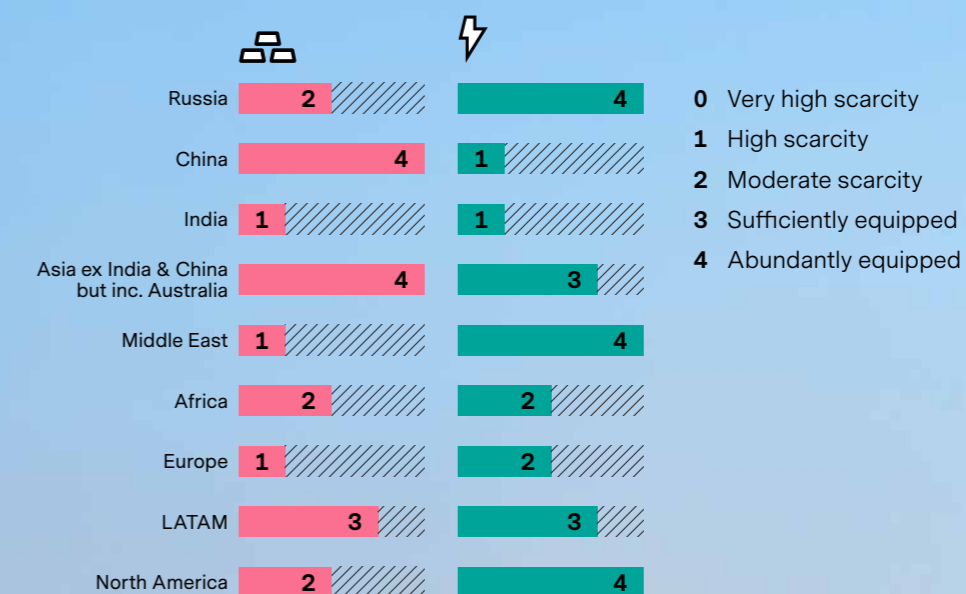 Russia 2 4
China 4 1
India 1 1
Asia ex India & China
but inc. Australia 4 3
Middle East 1 4
Africa 2 2
Europe 1 2
LATAM 3 3
North America 2 4
0 Very high scarcity
1 High scarcity
2 Moderate scarcity
3 Sufficiently equipped
4 Abundantly equipped